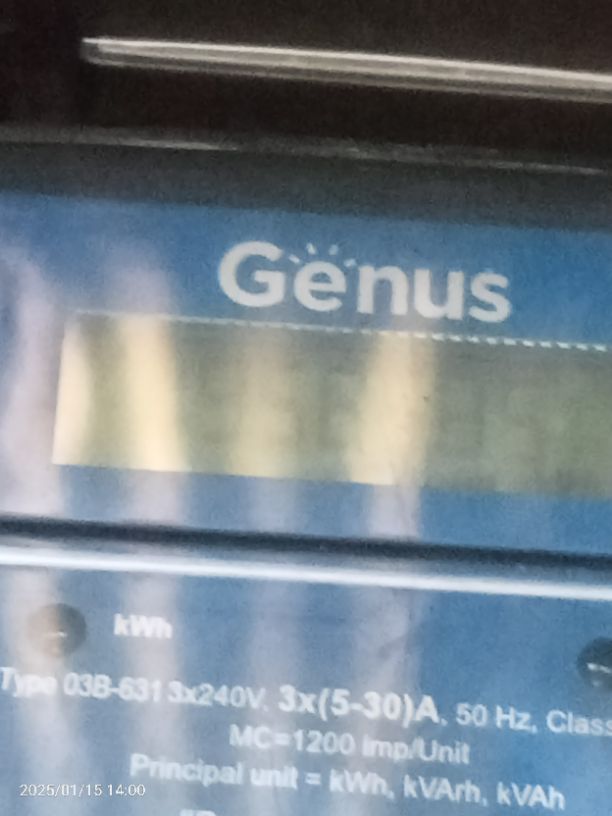 Genus
kWh
Type 03B-631 3x240V, 3x(5-30)A, 50 Hz, Class
MC=1200 imp/Unit
Principal unit = kWh, kVArh, kVAh
2025/01/15 14:00